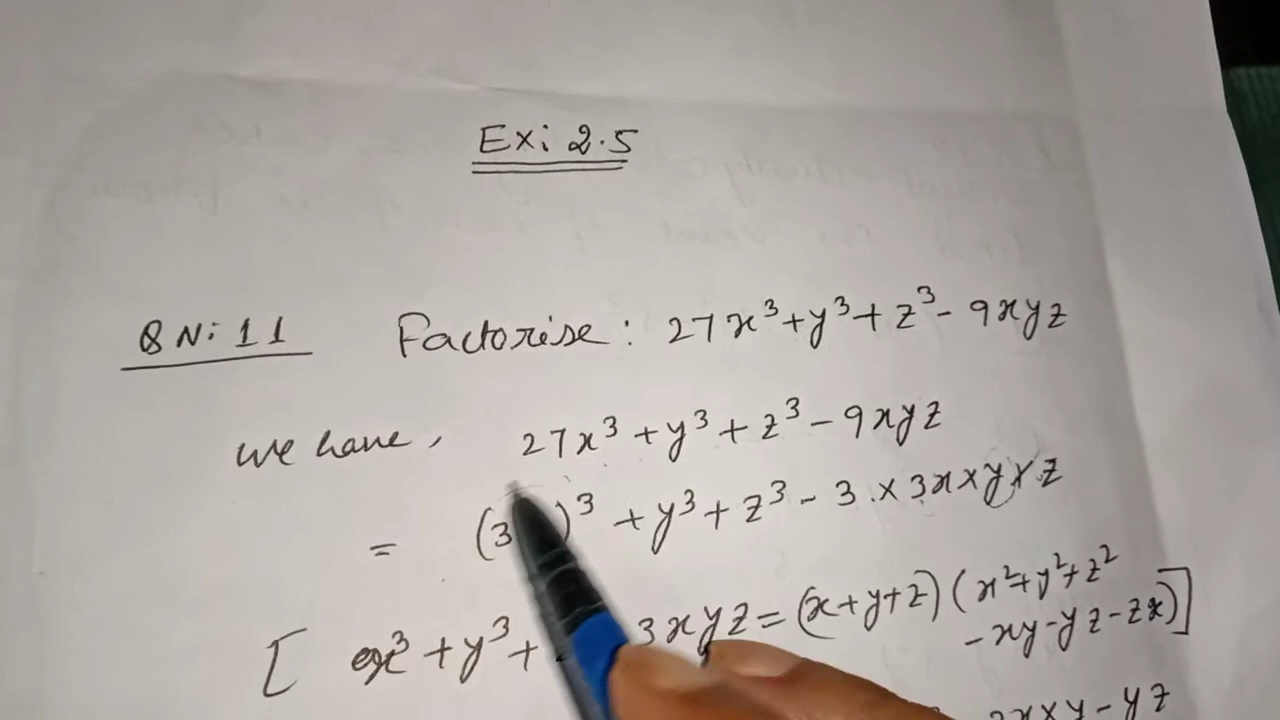 Ex: 2.5
Q N: 11 Factorise: 27x³+y³+z³-9xyz
We have, 27x³+y³+z³-9xyz
= (3 )³+y³+z³-3×3x×y×z
[ x³+y³+ 3xyz=(x+y+z)(x²+y²+z²
-xy-yz-zx)]